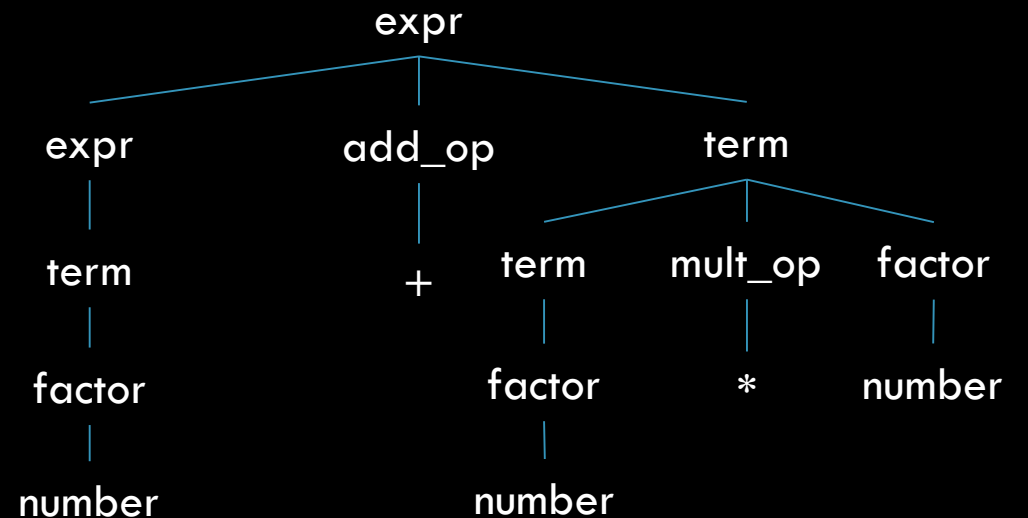 expr
expr add_op term
term + term mult_op factor
factor factor * number
number number